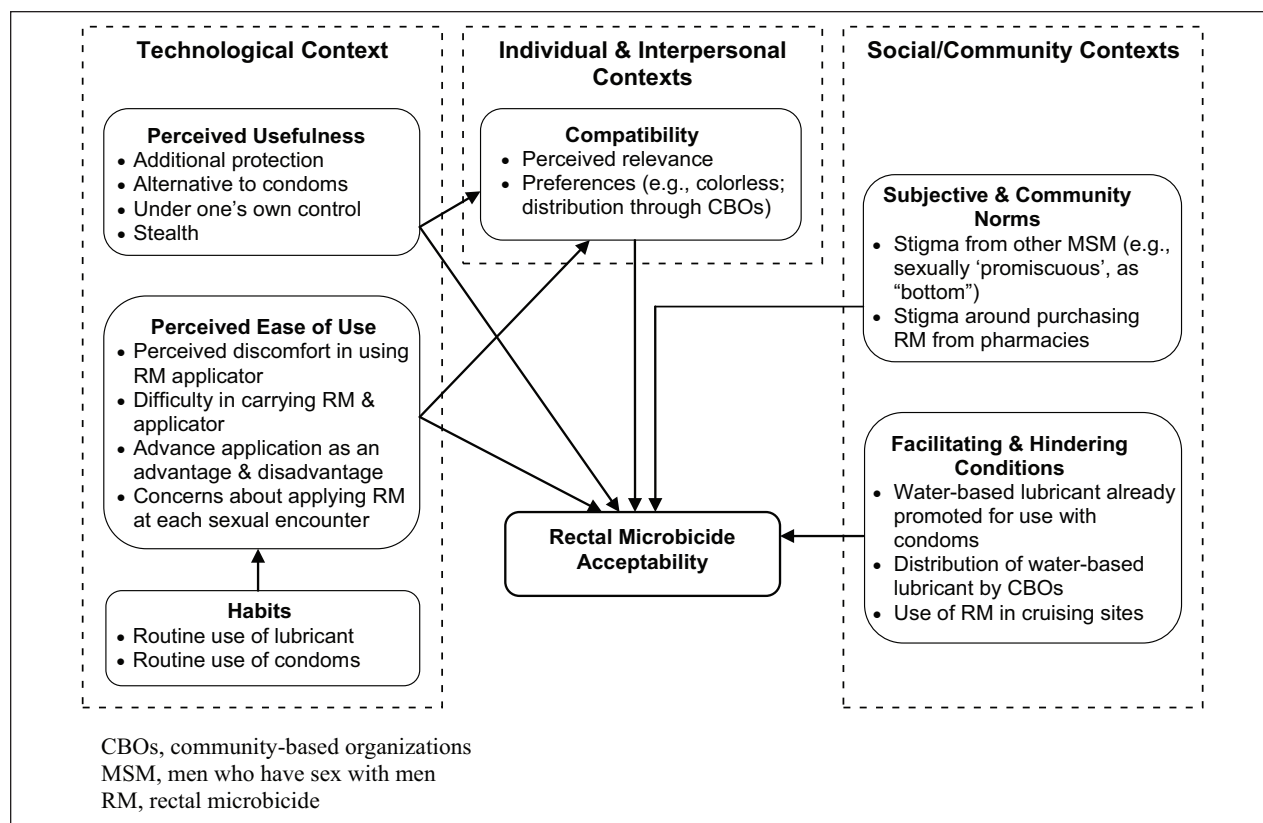 Technological Context
Perceived Usefulness
• Additional protection
• Alternative to condoms
• Under one's own control
• Stealth
Perceived Ease of Use
• Perceived discomfort in using
RM applicator
• Difficulty in carrying RM &
applicator
• Advance application as an
advantage & disadvantage
• Concerns about applying RM
at each sexual encounter
Habits
• Routine use of lubricant
• Routine use of condoms
Individual & Interpersonal
Contexts
Compatibility
• Perceived relevance
• Preferences (e.g., colorless;
distribution through CBOs)
Rectal Microbicide
Acceptability
Social/Community Contexts
Subjective & Community
Norms
• Stigma from other MSM (e.g.,
sexually ‘promiscuous’, as
“bottom”)
• Stigma around purchasing
RM from pharmacies
Facilitating & Hindering
Conditions
• Water-based lubricant already
promoted for use with
condoms
• Distribution of water-based
lubricant by CBOs
• Use of RM in cruising sites
CBOs, community-based organizations
MSM, men who have sex with men
RM, rectal microbicide